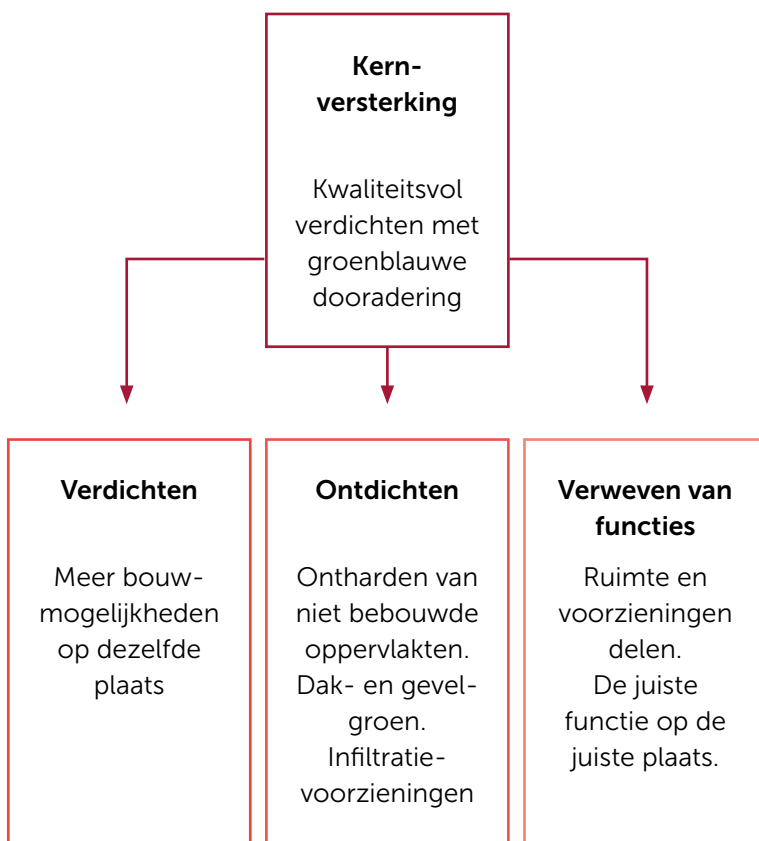 Kern-
versterking
Kwaliteitsvol
verdichten met
groenblauwe
dooradering
Verdichten
Meer bouw-
mogelijkheden
op dezelfde
plaats
Ontdichten
Ontharden van
niet bebouwde
oppervlakten.
Dak- en gevel-
groen.
Infiltratie-
voorzieningen
Verweven van
functies
Ruimte en
voorzieningen
delen.
De juiste
functie op de
juiste plaats.